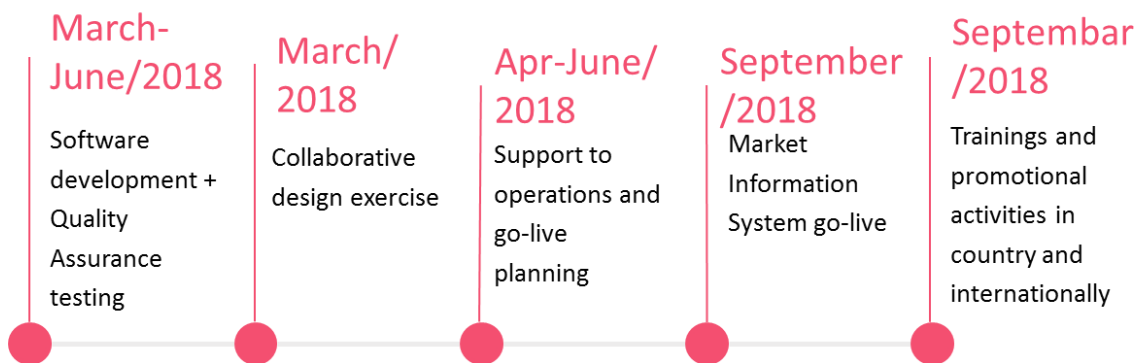 March-
June/2018
Software
development +
Quality
Assurance
testing
March/
2018
Collaborative
design exercise
Apr-June/
2018
Support to
operations and
go-live
planning
September
/2018
Market
Information
System go-live
Septembar
/2018
Trainings and
promotional
activities in
country and
internationally